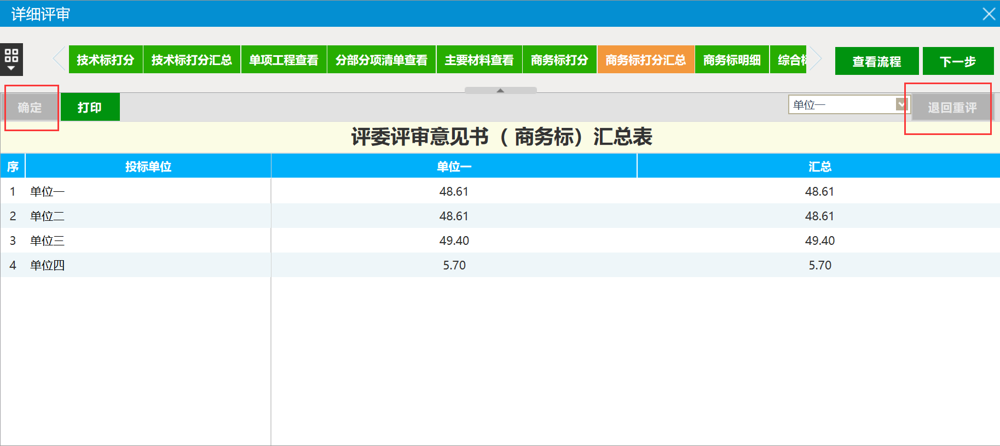 详细评审
技术标打分 技术标打分汇总 单项工程查看 分部分项清单查看 主要材料查看 商务标打分 商务标打分汇总 商务标明细 综合 查看流程 下一步
确定 打印 单位一 退回重评
评委评审意见书（商务标）汇总表
序 投标单位 单位一 汇总
1 单位一 48.61 48.61
2 单位二 48.61 48.61
3 单位三 49.40 49.40
4 单位四 5.70 5.70